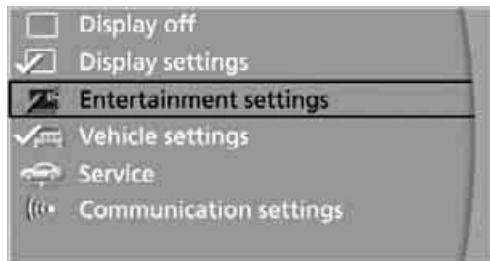 Display off
Display settings
Entertainment settings
Vehicle settings
Service
Communication settings